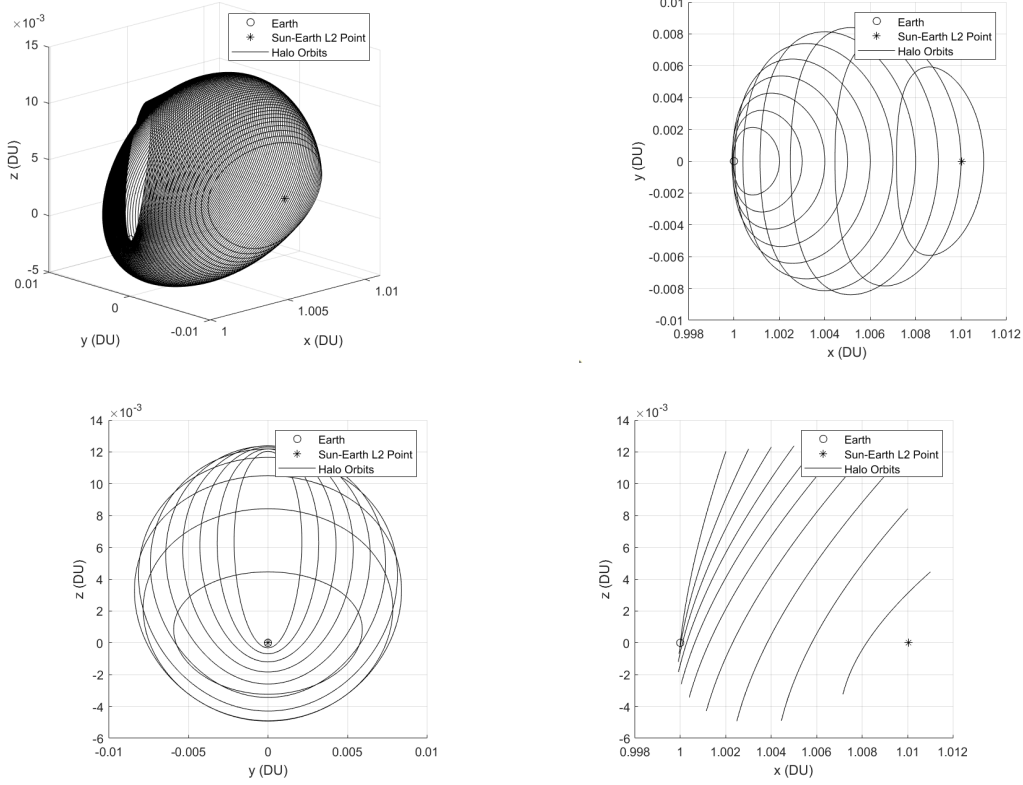 ×10-3
15
10
5
0
-5
z (DU)
0.01
0
-0.01
y (DU)
1
1.005
1.01
x (DU)
Earth
Sun-Earth L2 Point
Halo Orbits
0.01
0.008
0.006
0.004
0.002
0
-0.002
-0.004
-0.006
-0.008
-0.01
y (DU)
0.998 1 1.002 1.004 1.006 1.008 1.01 1.012
x (DU)
Earth
Sun-Earth L2 Point
Halo Orbits
×10-3
14
12
10
8
6
4
2
0
-2
-4
-6
z (DU)
-0.01 -0.005 0 0.005 0.01
y (DU)
Earth
Sun-Earth L2 Point
Halo Orbits
×10-3
14
12
10
8
6
4
2
0
-2
-4
-6
z (DU)
0.998 1 1.002 1.004 1.006 1.008 1.01 1.012
x (DU)
Earth
Sun-Earth L2 Point
Halo Orbits